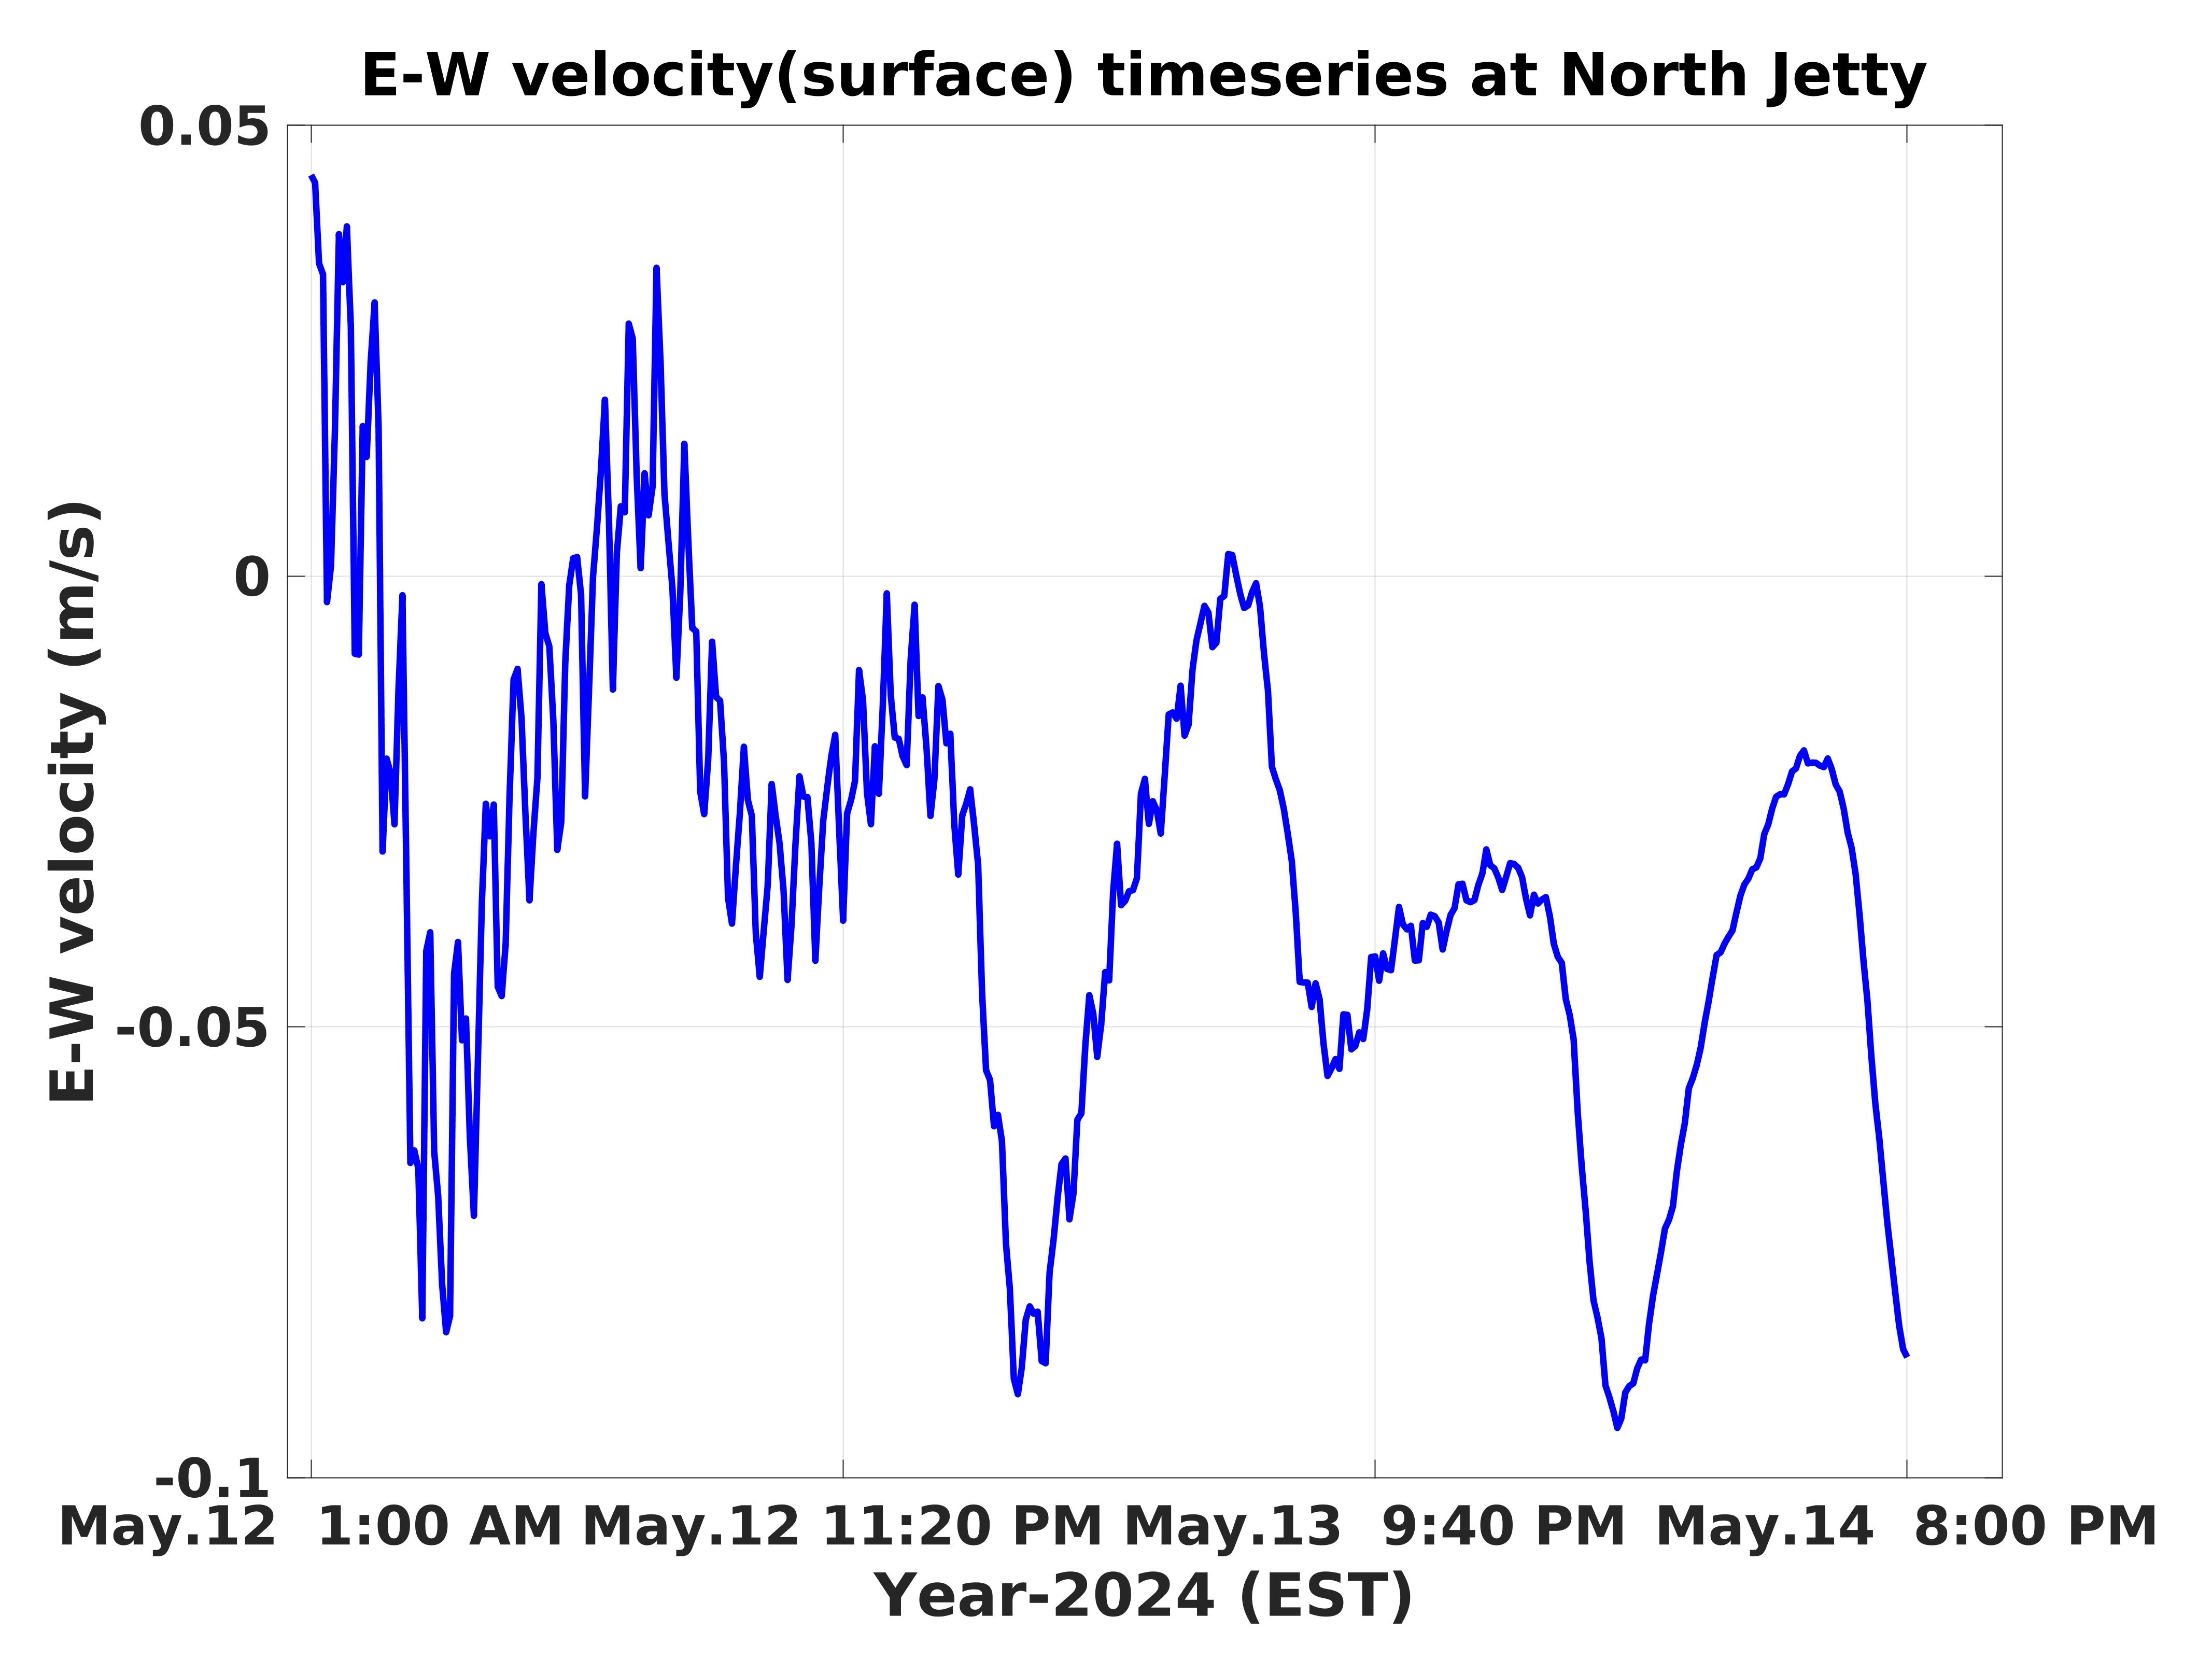 E-W velocity(surface) timeseries at North Jetty
0.05
0
-0.05
-0.1
E-W velocity (m/s)
May.12 1:00 AM May.12 11:20 PM May.13 9:40 PM May.14 8:00 PM
Year-2024 (EST)